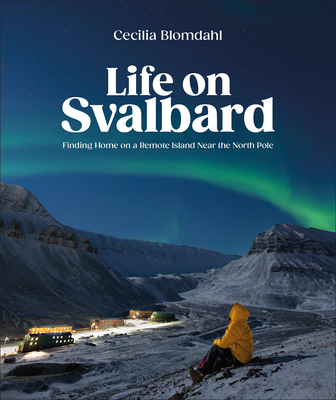 Cecilia Blomdahl
Life on
Svalbard
Finding Home on a Remote Island Near the North Pole